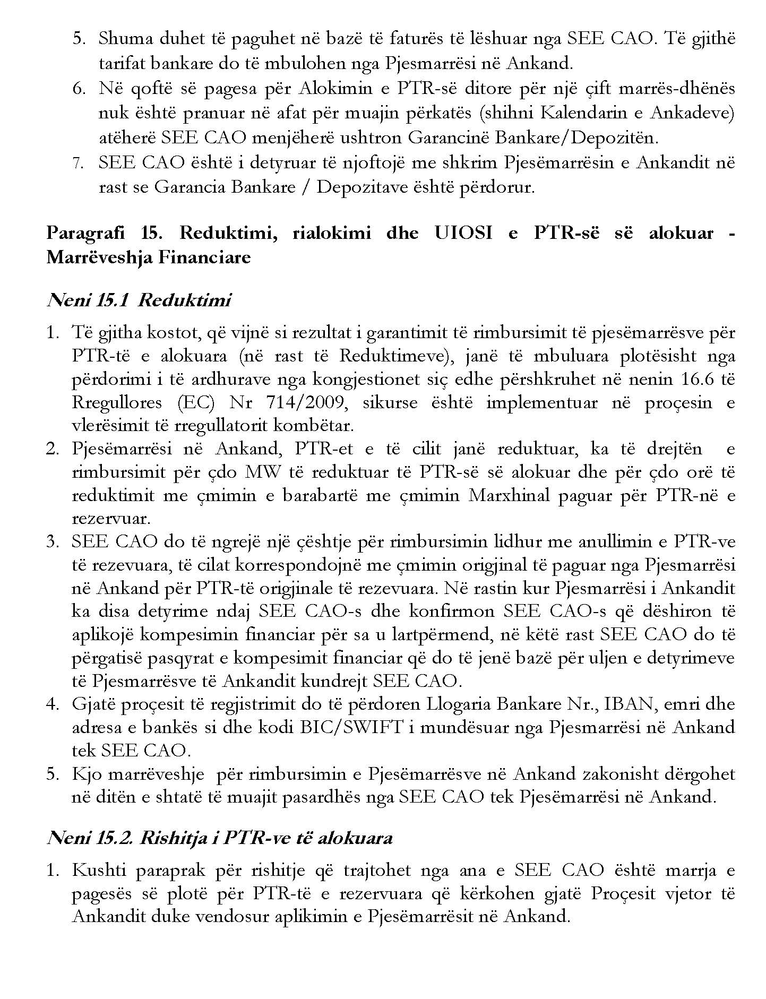 5. Shuma duhet të paguhet në bazë të faturës të lëshuar nga SEE CAO. Të gjithë
tarifat bankare do të mbulohen nga Pjesmarrësi në Ankand.
6. Në qoftë së pagesa për Alokimin e PTR-së ditore për një çift marrës-dhënës
nuk është pranuar në afat për muajin përkatës (shihni Kalendarin e Ankadeve)
atëherë SEE CAO menjëherë ushtron Garancinë Bankare/Depozitën.
7. SEE CAO është i detyruar të njoftojë me shkrim Pjesëmarrësin e Ankandit në
rast se Garancia Bankare / Depozitave është përdorur.
Paragrafi 15. Reduktimi, rialokimi dhe UIOSI e PTR-së së alokuar -
Marrëveshja Financiare
Neni 15.1 Reduktimi
1. Të gjitha kostot, që vijnë si rezultat i garantimit të rimbursimit të pjesëmarrësve për
PTR-të e alokuara (në rast të Reduktimeve), janë të mbuluara plotësisht nga
përdorimi i të ardhurave nga kongjestionet siç edhe përshkruhet në nenin 16.6 të
Rregullores (EC) Nr 714/2009, sikurse është implementuar në proçesin e
vlerësimit të rregullatorit kombëtar.
2. Pjesëmarrësi në Ankand, PTR-et e të cilit janë reduktuar, ka të drejtën e
rimbursimit për çdo MW të reduktuar të PTR-së së alokuar dhe për çdo orë të
reduktimit me çmimin e barabartë me çmimin Marxhinal paguar për PTR-në e
rezervuar.
3. SEE CAO do të ngrejë një çështje për rimbursimin lidhur me anullimin e PTR-ve
të rezevuara, të cilat korrespondojnë me çmimin origjinal të paguar nga Pjesmarrësi
në Ankand për PTR-të origjinale të rezevuara. Në rastin kur Pjesmarrësi i Ankandit
ka disa detyrime ndaj SEE CAO-s dhe konfirmon SEE CAO-s që dëshiron të
aplikojë kompesimin financiar për sa u lartpërmend, në këtë rast SEE CAO do të
përgatisë pasqyrat e kompesimit financiar që do të jenë bazë për uljen e detyrimeve
të Pjesmarrësve të Ankandit kundrejt SEE CAO.
4. Gjatë proçesit të regjistrimit do të përdoren Llogaria Bankare Nr., IBAN, emri dhe
adresa e bankës si dhe kodi BIC/SWIFT i mundësuar nga Pjesmarrësi në Ankand
tek SEE CAO.
5. Kjo marrëveshje për rimbursimin e Pjesëmarrësve në Ankand zakonisht dërgohet
në ditën e shtatë të muajit pasardhës nga SEE CAO tek Pjesëmarrësi në Ankand.
Neni 15.2. Rishitja i PTR-ve të alokuara
1. Kushti paraprak për rishitje që trajtohet nga ana e SEE CAO është marrja e
pagesës së plotë për PTR-të e rezervuara që kërkohen gjatë Proçesit vjetor të
Ankandit duke vendosur aplikimin e Pjesëmarrësit në Ankand.